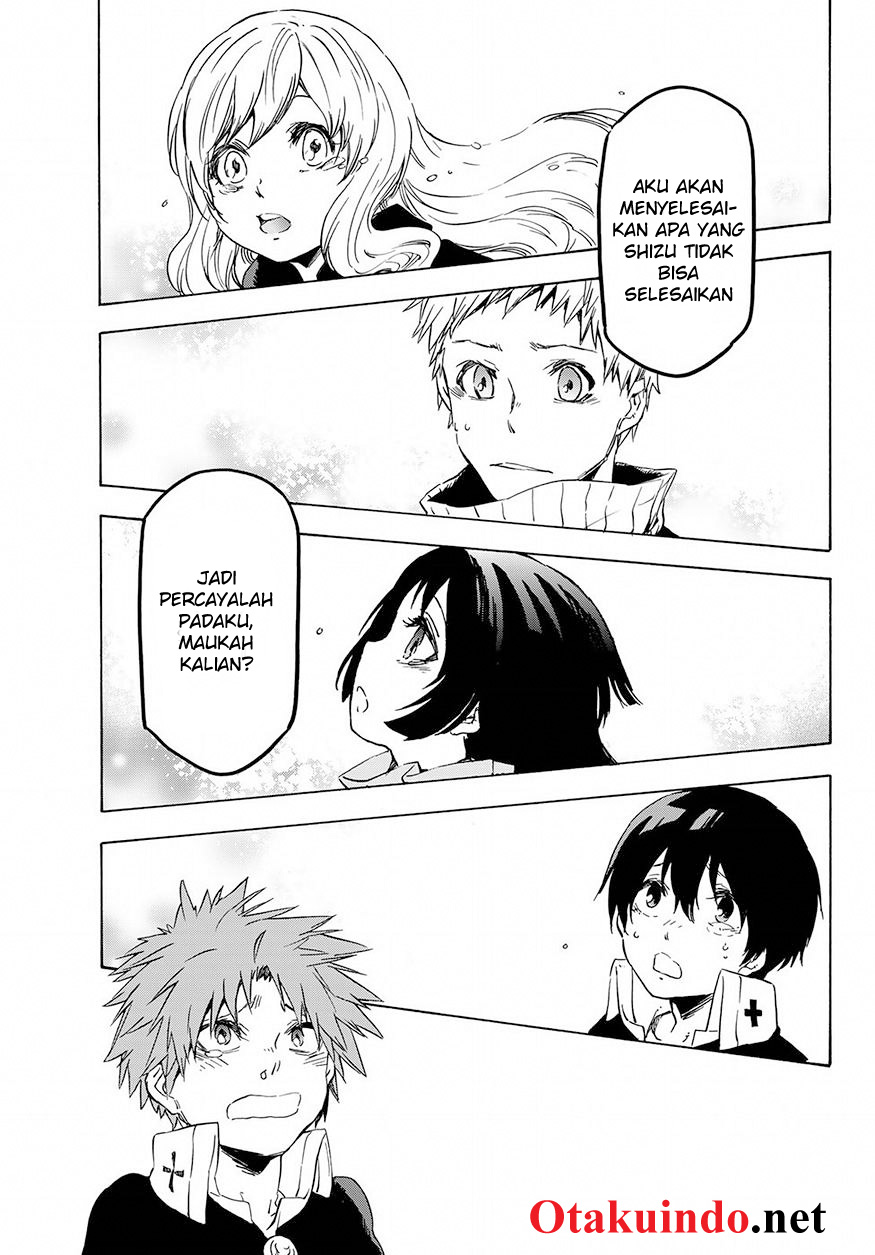 AKU AKAN
MENYELESAI-
KAN APA YANG
SHIZU TIDAK
BISA
SELESAIKAN
JADI
PERCAYALAH
PADAKU,
MAUKAH
KALIAN?
Otakuindo.net